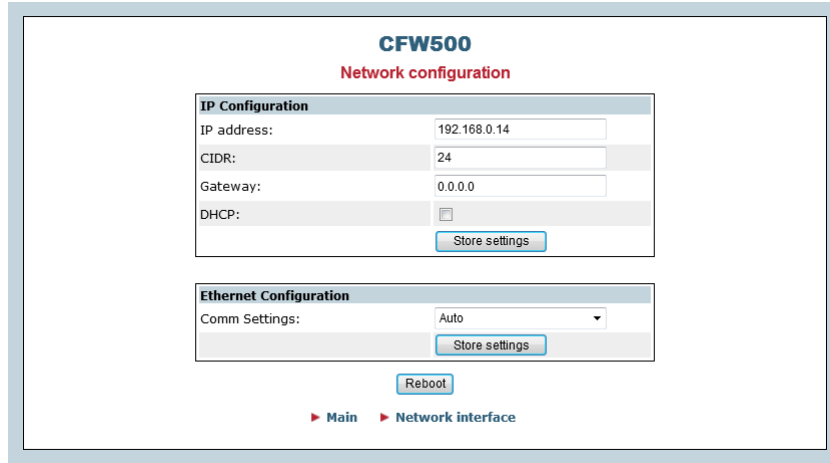 CFW500
Network configuration
IP Configuration
IP address: 192.168.0.14
CIDR: 24
Gateway: 0.0.0.0
DHCP:
Store settings
Ethernet Configuration
Comm Settings: Auto
Store settings
Reboot
Main Network interface